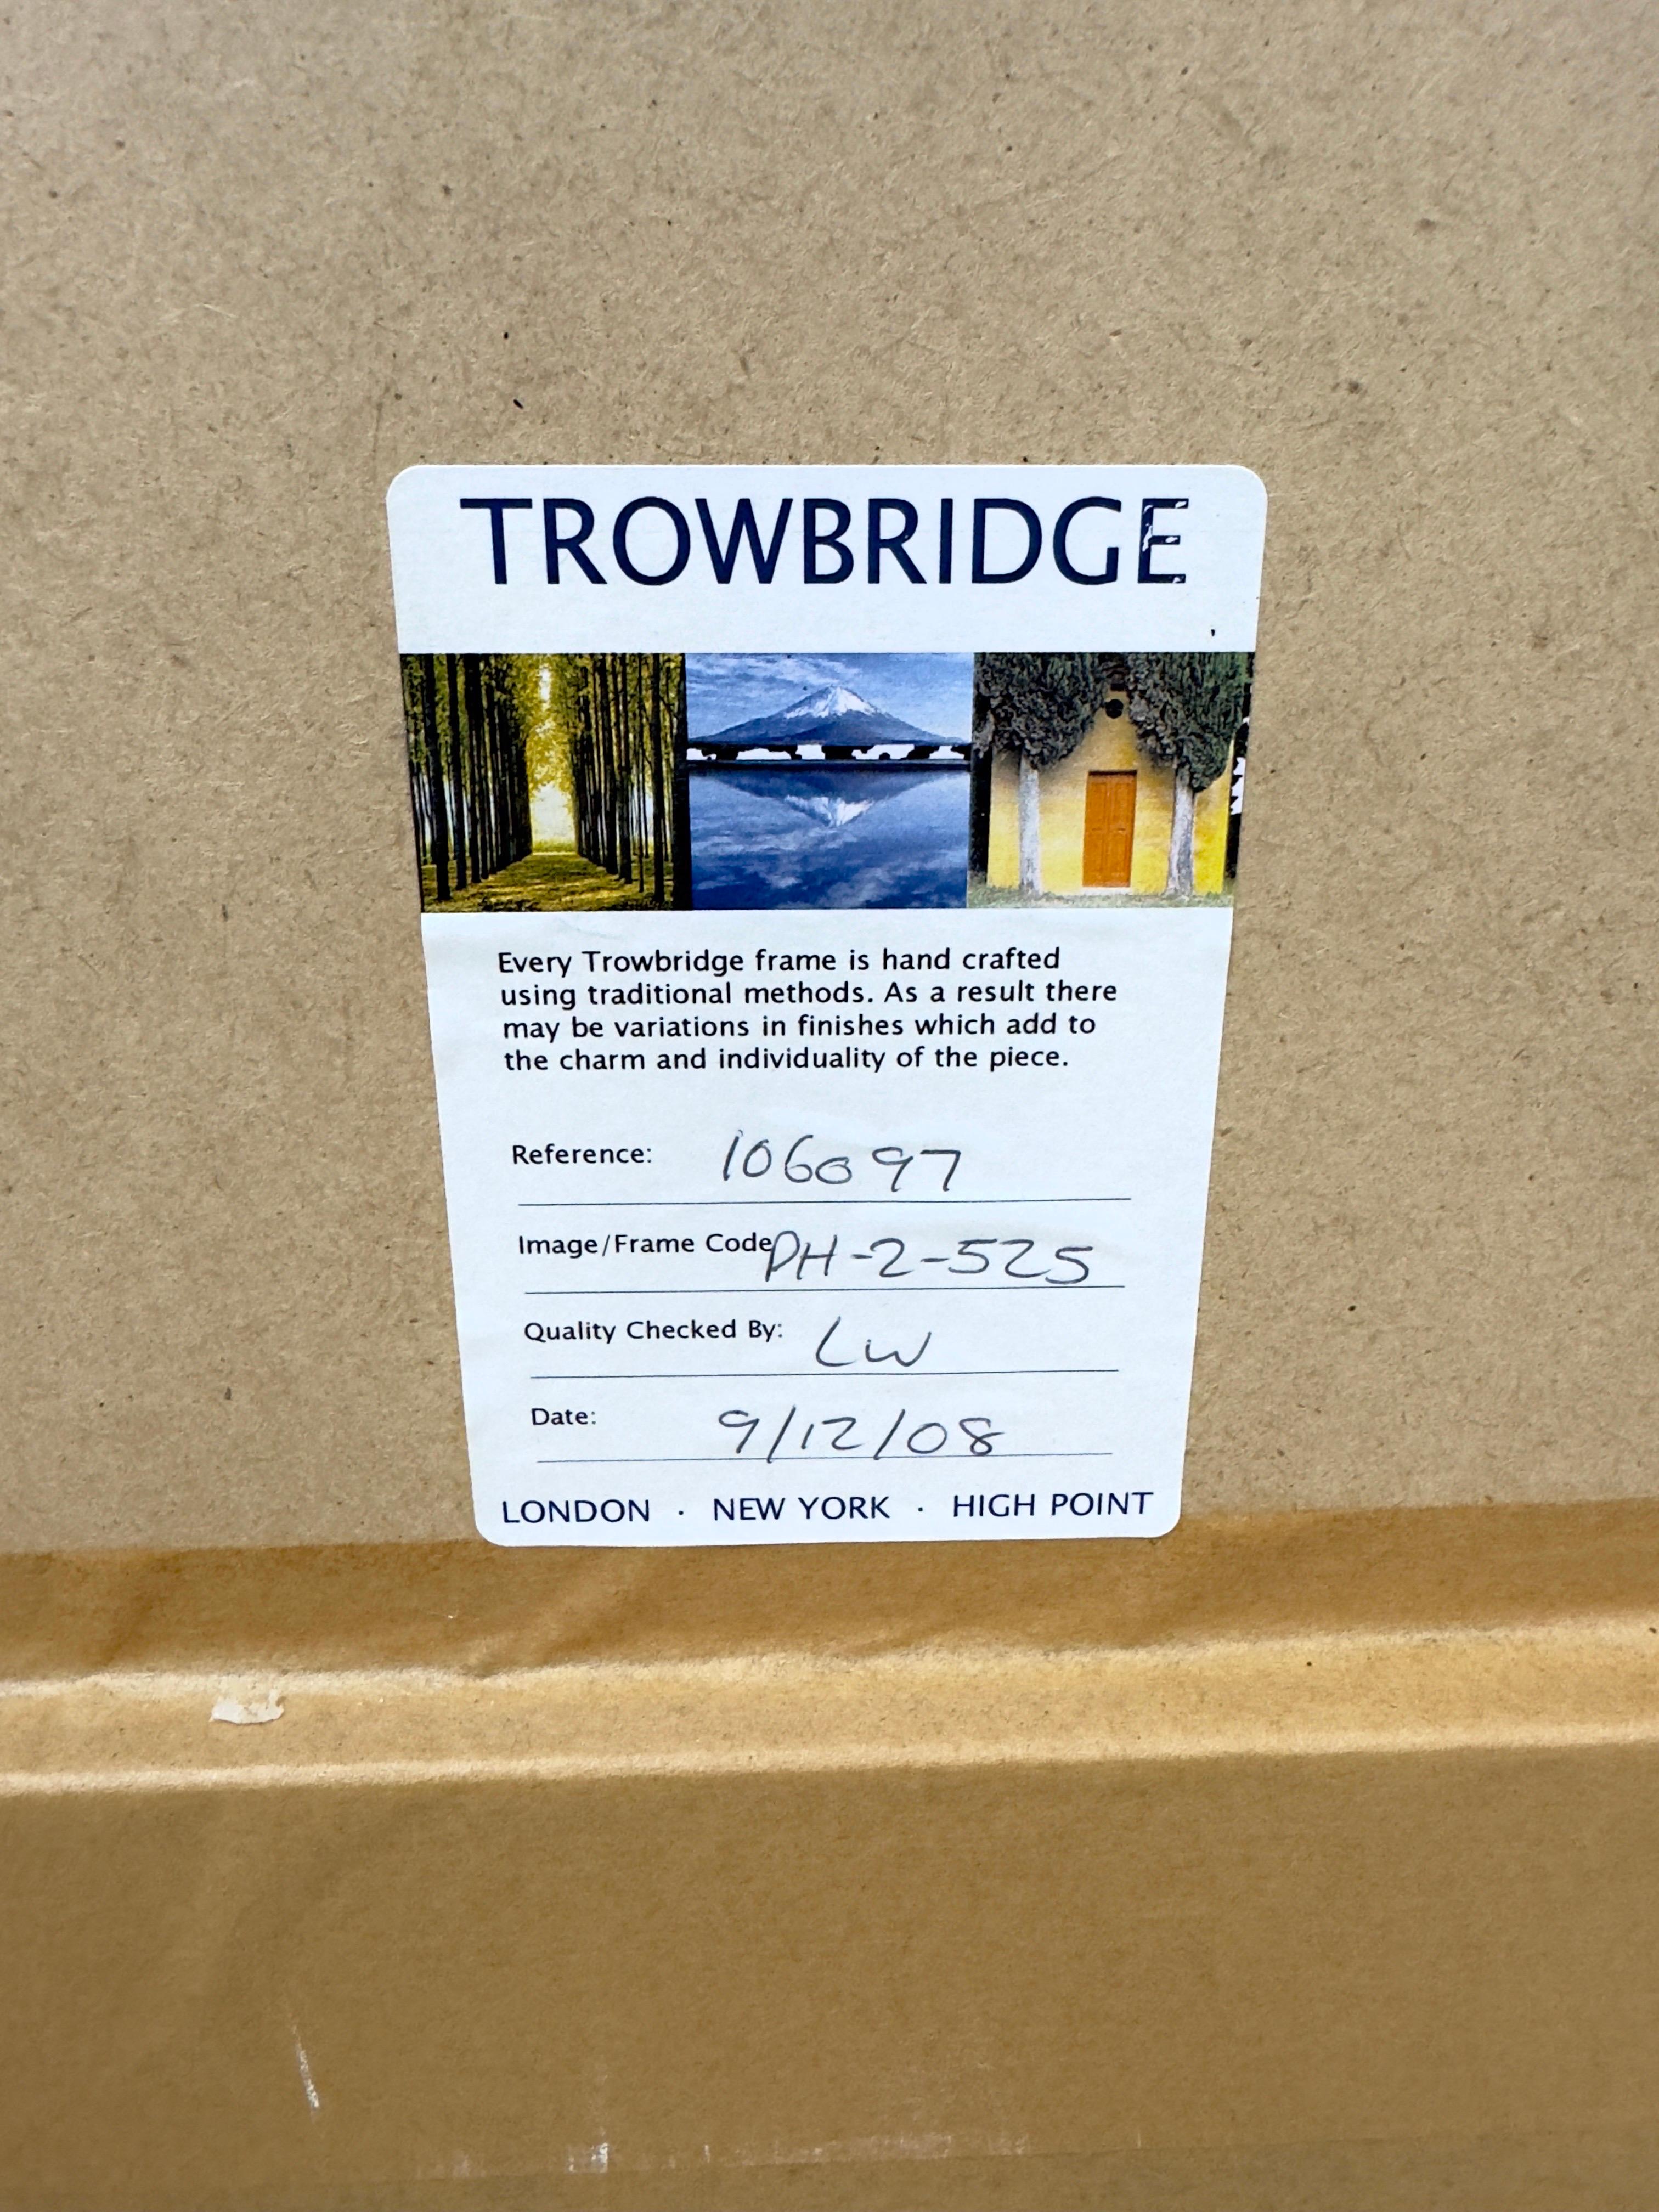 TROWBRIDGE
Every Trowbridge frame is hand crafted
using traditional methods. As a result there
may be variations in finishes which add to
the charm and individuality of the piece.
Reference: 106097
Image/Frame Code PH-2-525
Quality Checked By: LW
Date: 9/12/08
LONDON · NEW YORK · HIGH POINT